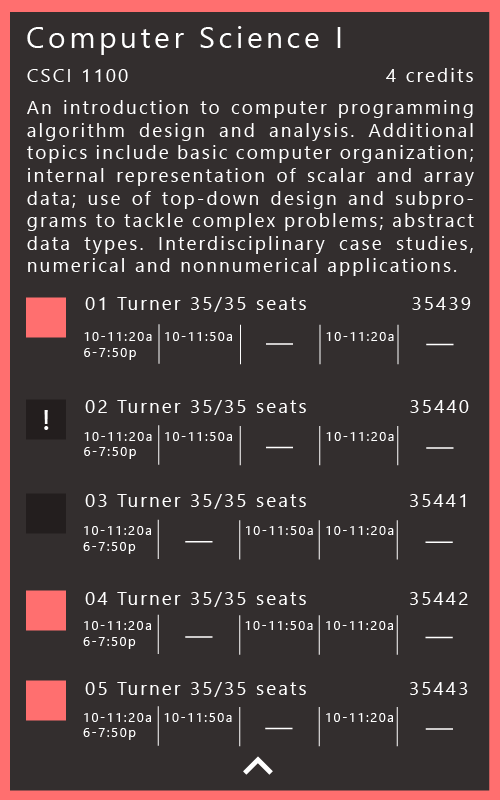 Computer Science I
CSCI 1100 4 credits
An introduction to computer programming
algorithm design and analysis. Additional
topics include basic computer organization;
internal representation of scalar and array
data; use of top-down design and subpro-
grams to tackle complex problems; abstract
data types. Interdisciplinary case studies,
numerical and nonnumerical applications.
01 Turner 35/35 seats 35439
10-11:20a 10-11:50a — 10-11:20a —
6-7:50p
! 02 Turner 35/35 seats 35440
10-11:20a 10-11:50a — 10-11:20a —
6-7:50p
03 Turner 35/35 seats 35441
10-11:20a — 10-11:50a 10-11:20a —
6-7:50p
04 Turner 35/35 seats 35442
10-11:20a — 10-11:50a 10-11:20a —
6-7:50p
05 Turner 35/35 seats 35443
10-11:20a 10-11:50a — 10-11:20a —
6-7:50p